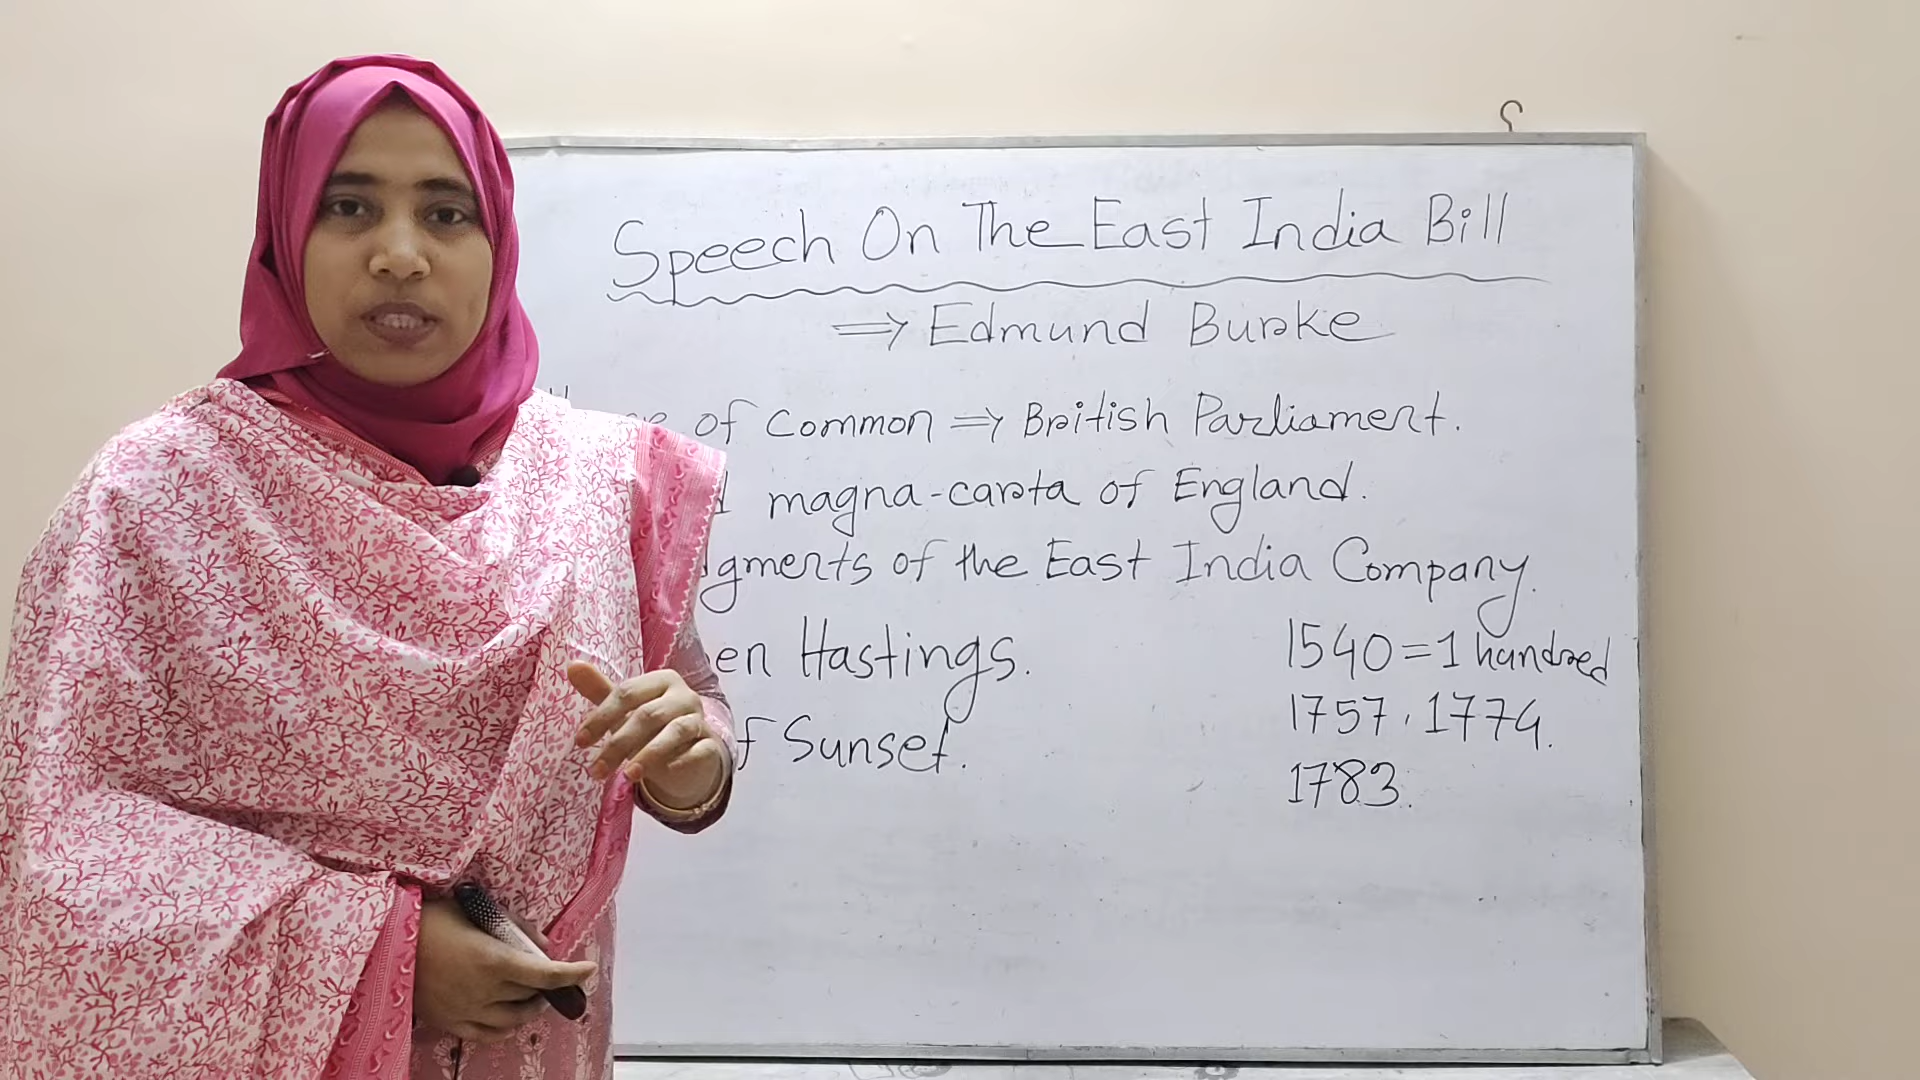 Speech On The East India Bill
⇒ Edmund Burke
of Common ⇒ British Parliament.
magna-carta of England.
of the East India Company.
Hastings.
Sunset.
1540 = 1 hundred
1757, 1774.
1783.